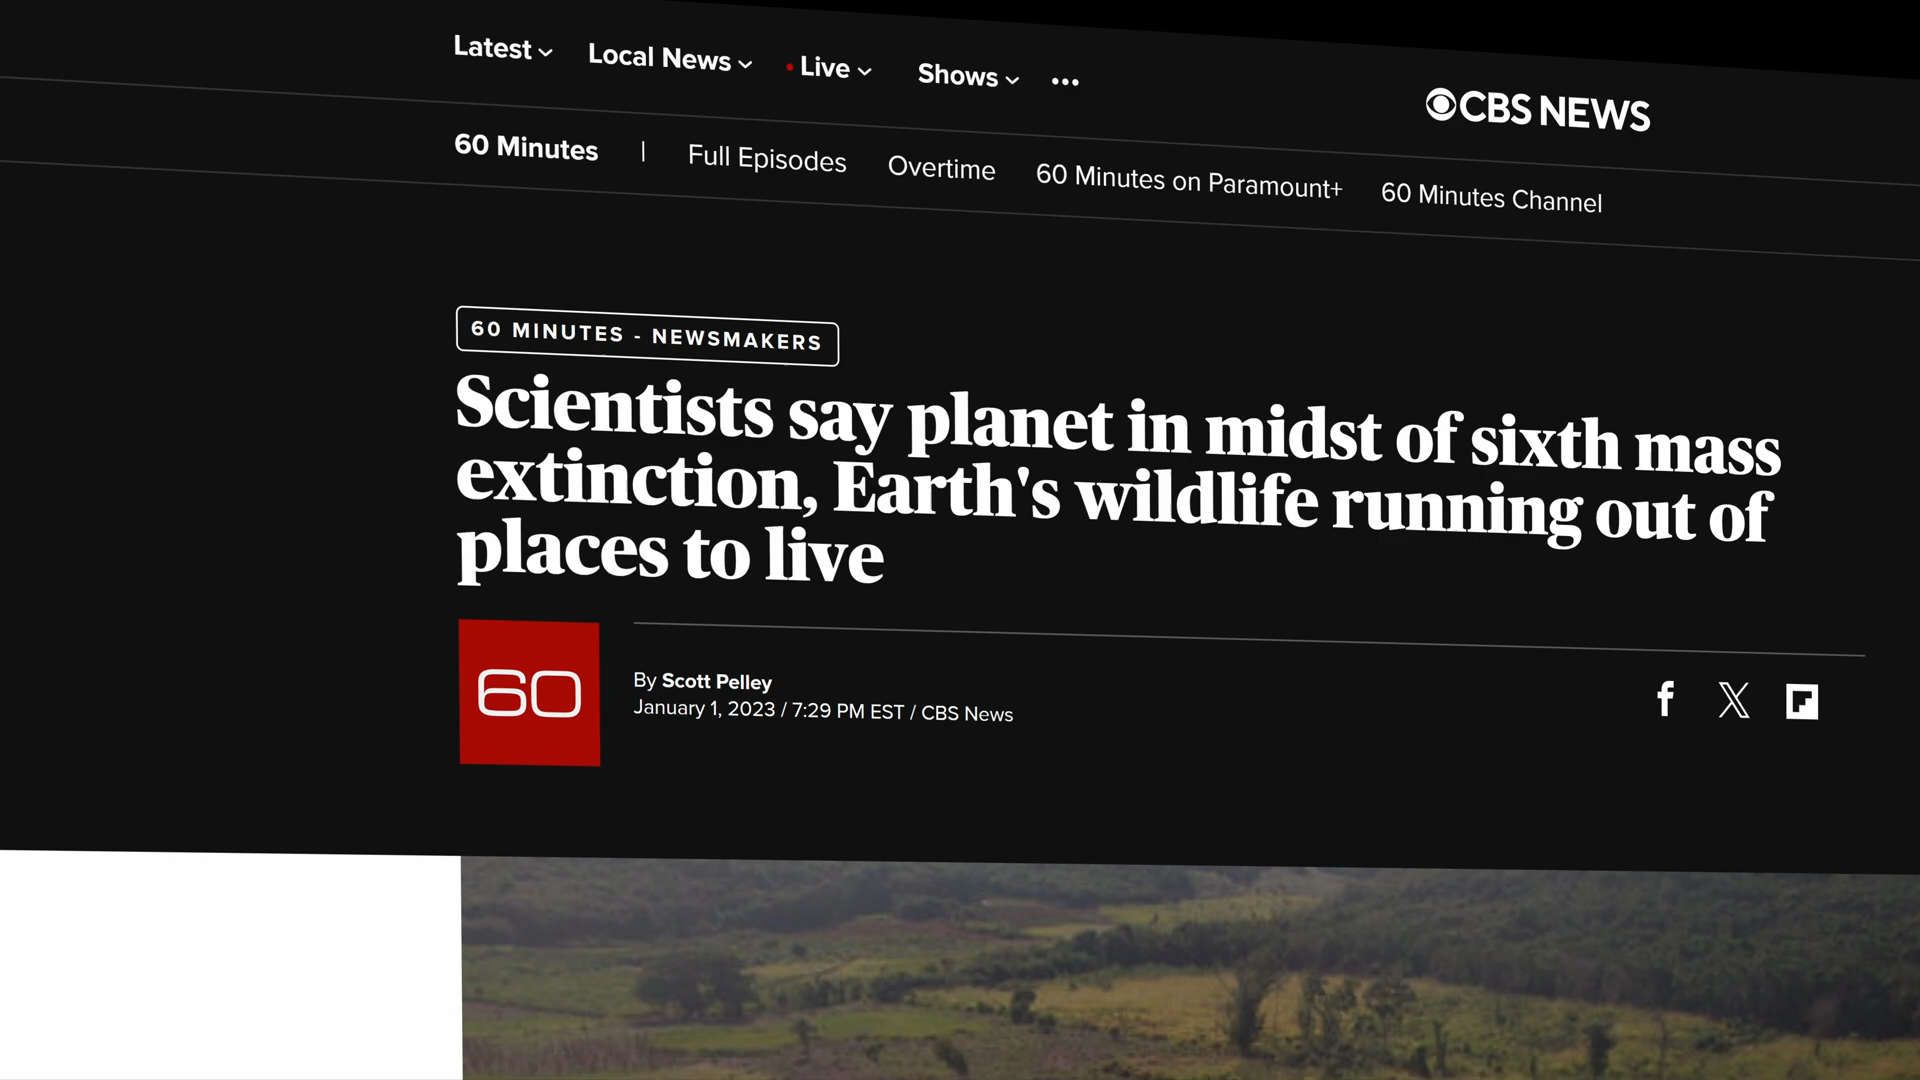 Latest
Local News
Live
Shows
CBS NEWS
60 Minutes | Full Episodes Overtime 60 Minutes on Paramount+ 60 Minutes Channel
60 MINUTES - NEWSMAKERS
Scientists say planet in midst of sixth mass
extinction, Earth's wildlife running out of
places to live
60
By Scott Pelley
January 1, 2023 / 7:29 PM EST / CBS News